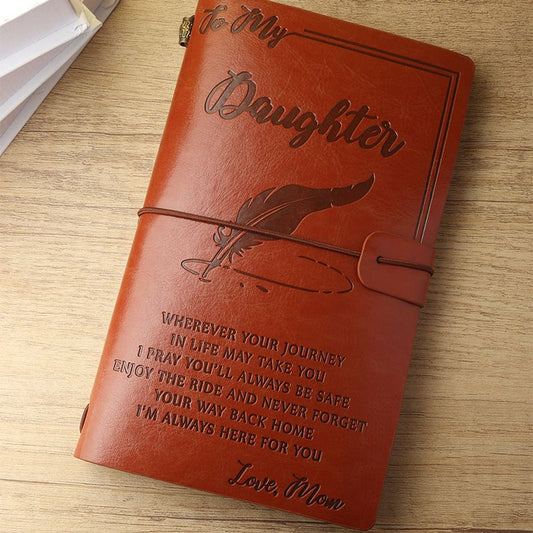 To My
Daughter
WHEREVER YOUR JOURNEY
IN LIFE MAY TAKE YOU
I PRAY YOU'LL ALWAYS BE SAFE
ENJOY THE RIDE AND NEVER FORGET
YOUR WAY BACK HOME
I'M ALWAYS HERE FOR YOU
Love, Mom